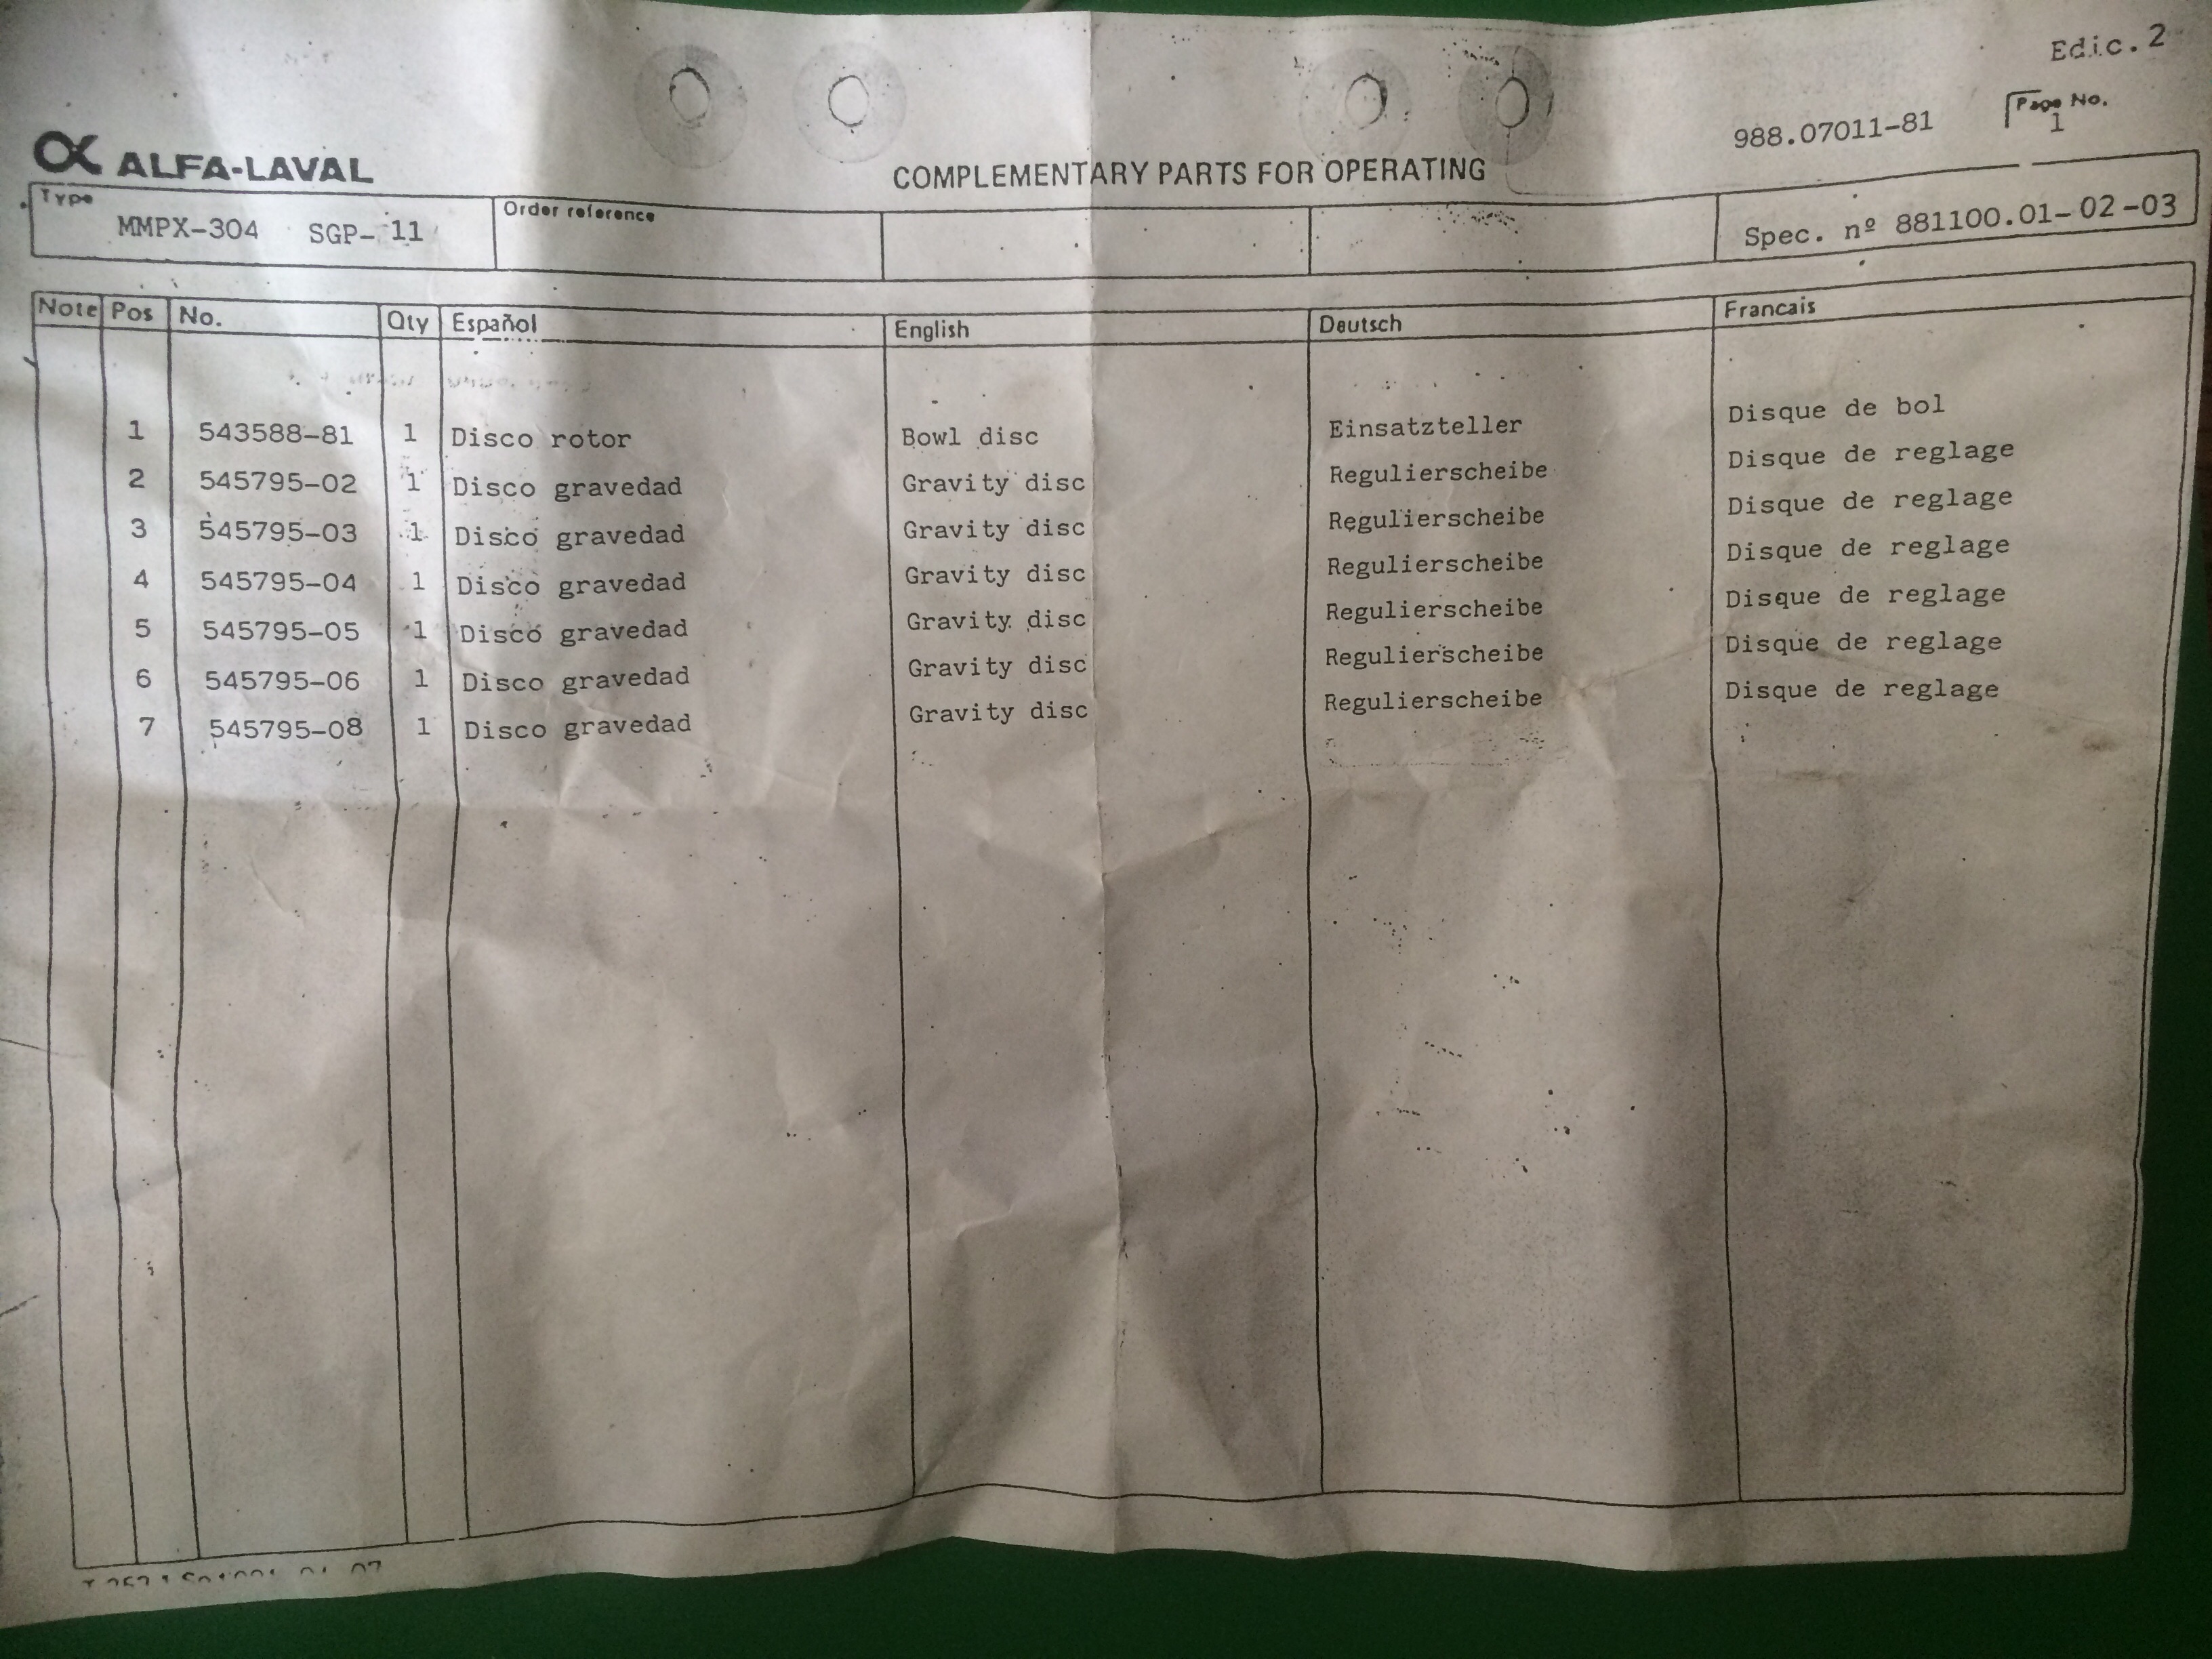 Edic.2
988.07011-81 Page No. 1
α ALFA-LAVAL COMPLEMENTARY PARTS FOR OPERATING
Type Order reference
MMPX-304 SGP-11 Spec. nº 881100.01-02-03
Note Pos No. Qty Español English Deutsch Francais
1 543588-81 1 Disco rotor Bowl disc Einsatzteller Disque de bol
2 545795-02 1 Disco gravedad Gravity disc Regulierscheibe Disque de reglage
3 545795-03 1 Disco gravedad Gravity disc Regulierscheibe Disque de reglage
4 545795-04 1 Disco gravedad Gravity disc Regulierscheibe Disque de reglage
5 545795-05 1 Disco gravedad Gravity disc Regulierscheibe Disque de reglage
6 545795-06 1 Disco gravedad Gravity disc Regulierscheibe Disque de reglage
7 545795-08 1 Disco gravedad Gravity disc Regulierscheibe Disque de reglage